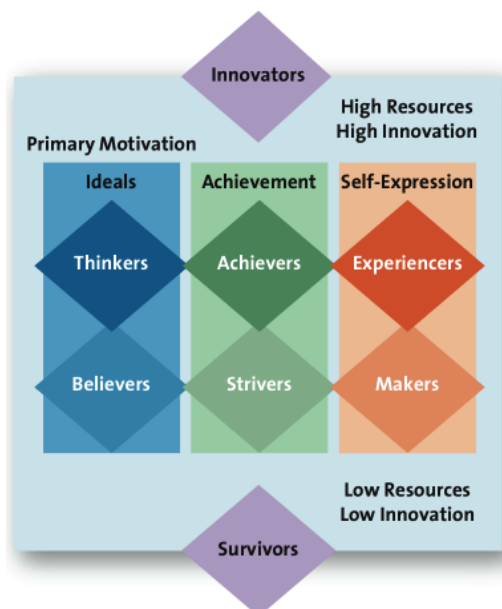 Innovators
High Resources
High Innovation
Primary Motivation
Ideals
Achievement
Self-Expression
Thinkers
Achievers
Experiencers
Believers
Strivers
Makers
Low Resources
Low Innovation
Survivors